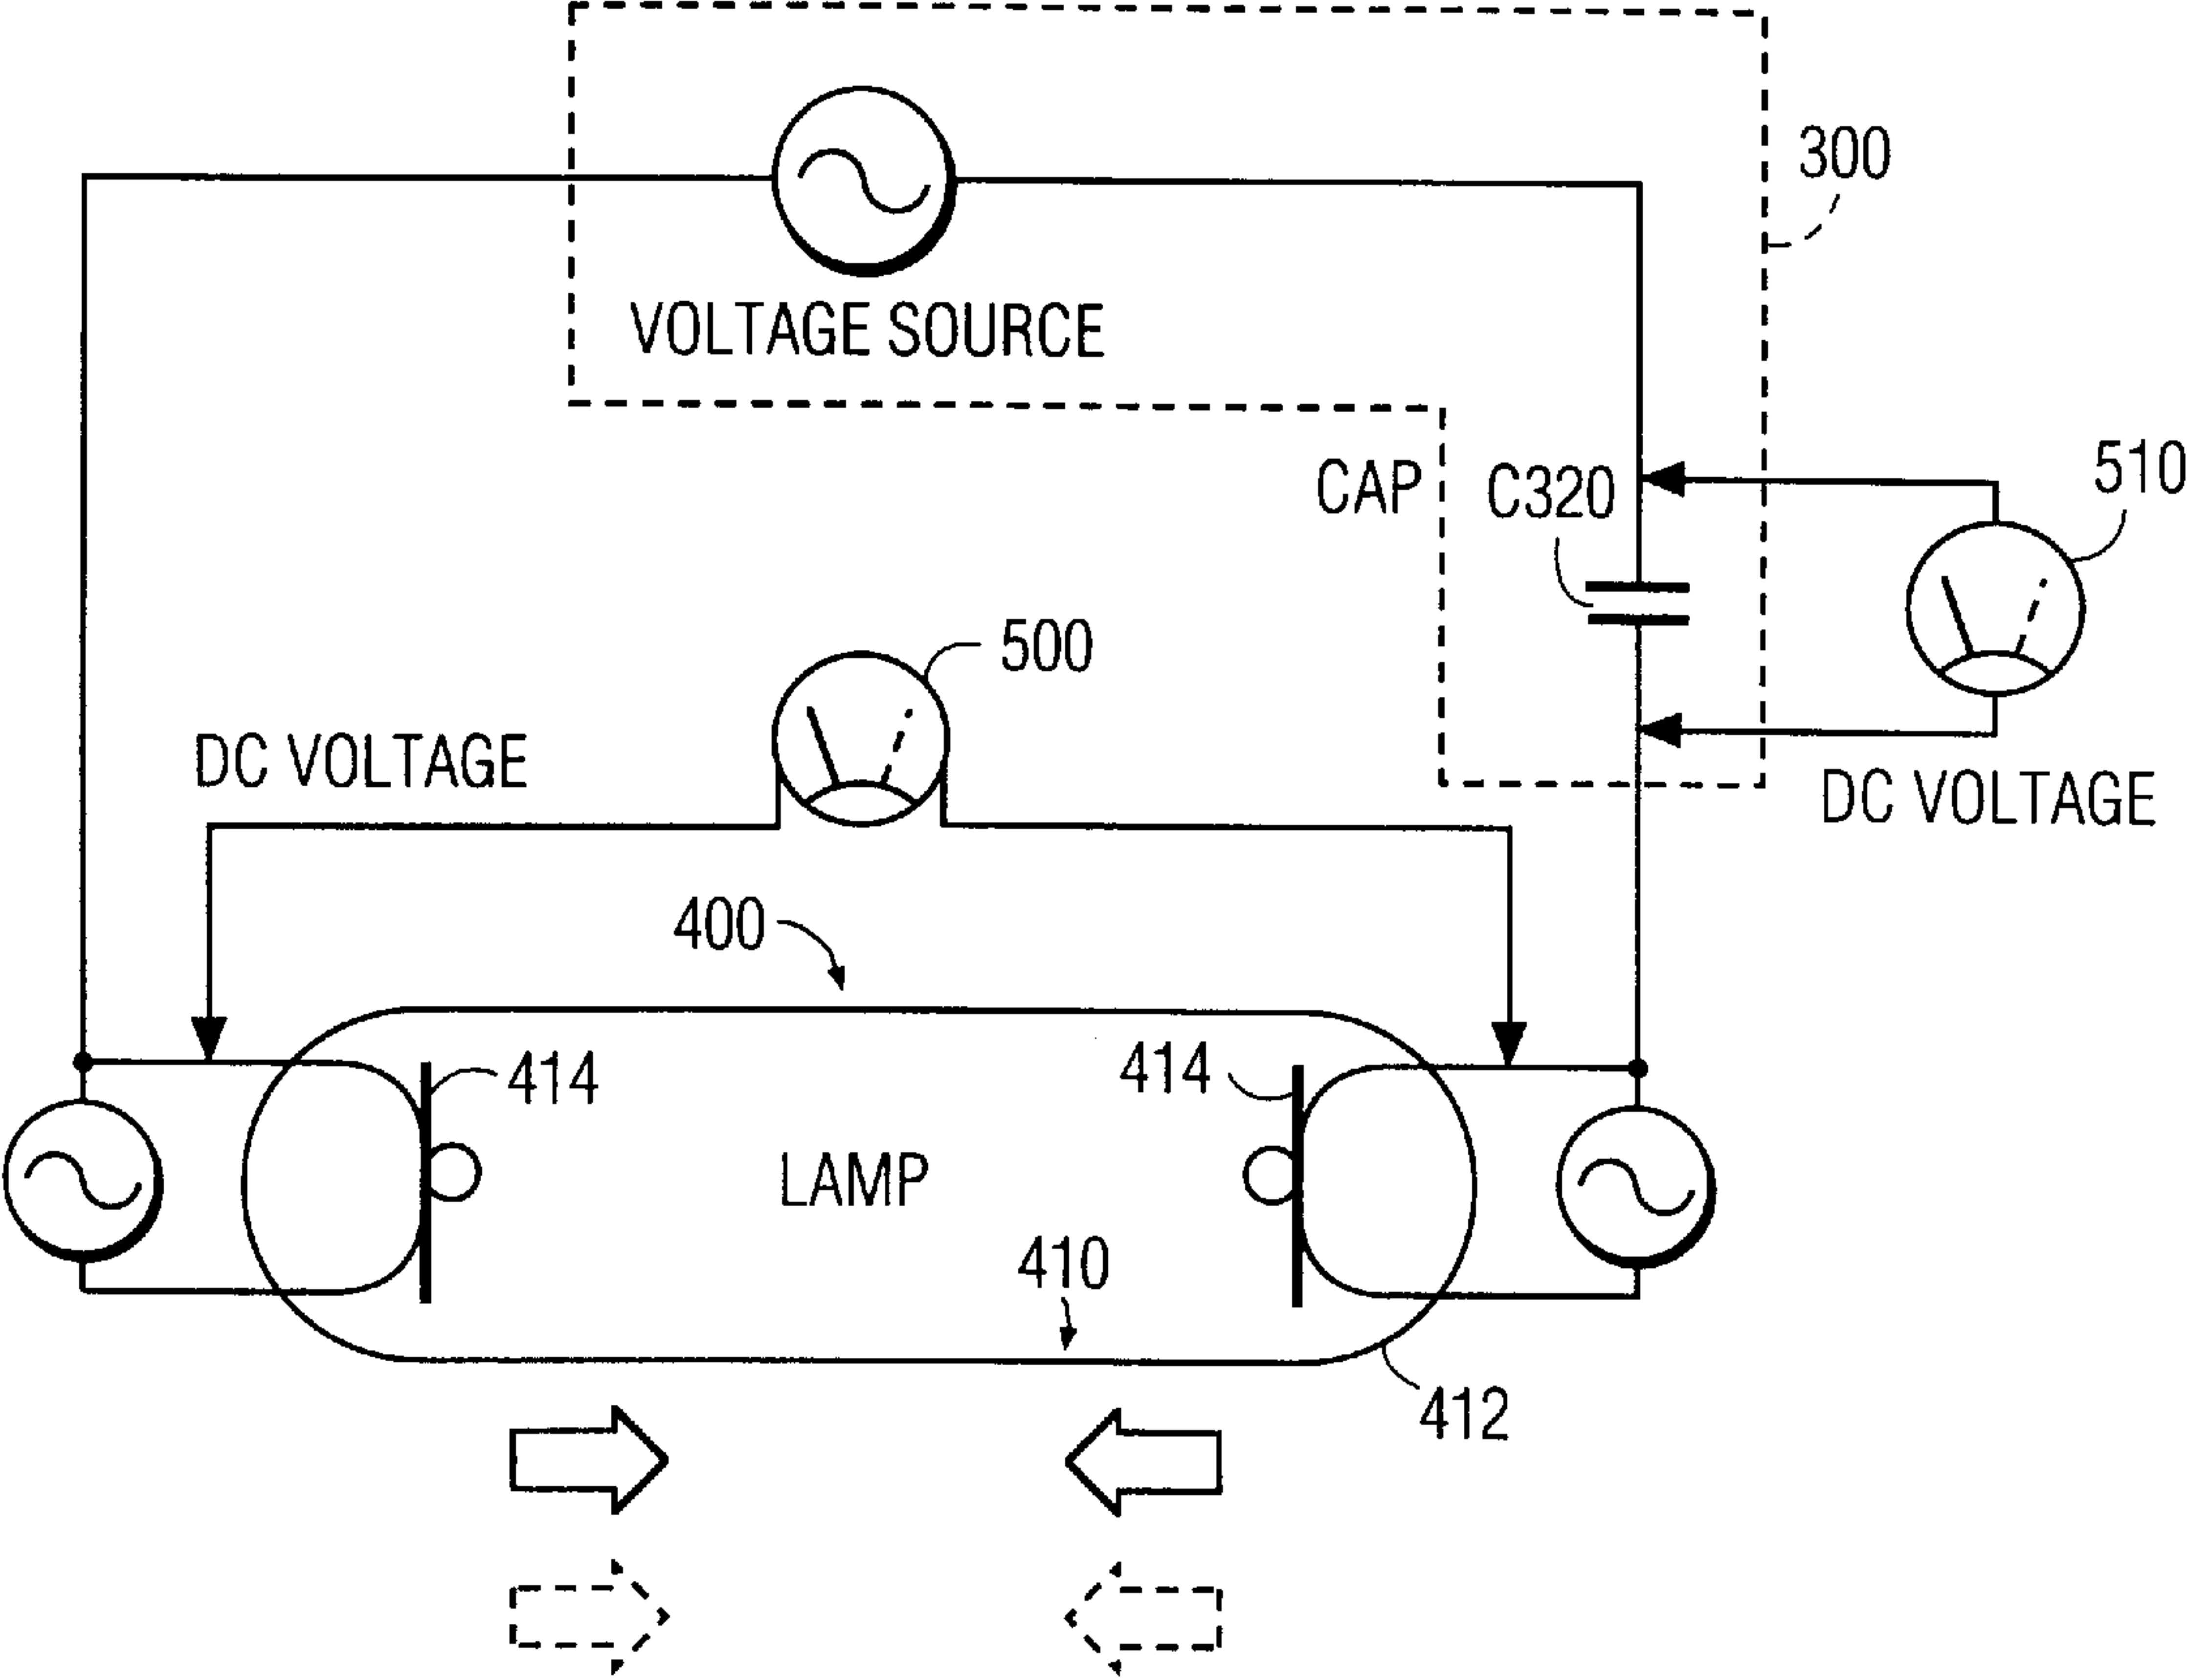 300
VOLTAGE SOURCE
510
CAP
C320
500
DC VOLTAGE
DC VOLTAGE
400
414
414
LAMP
410
412